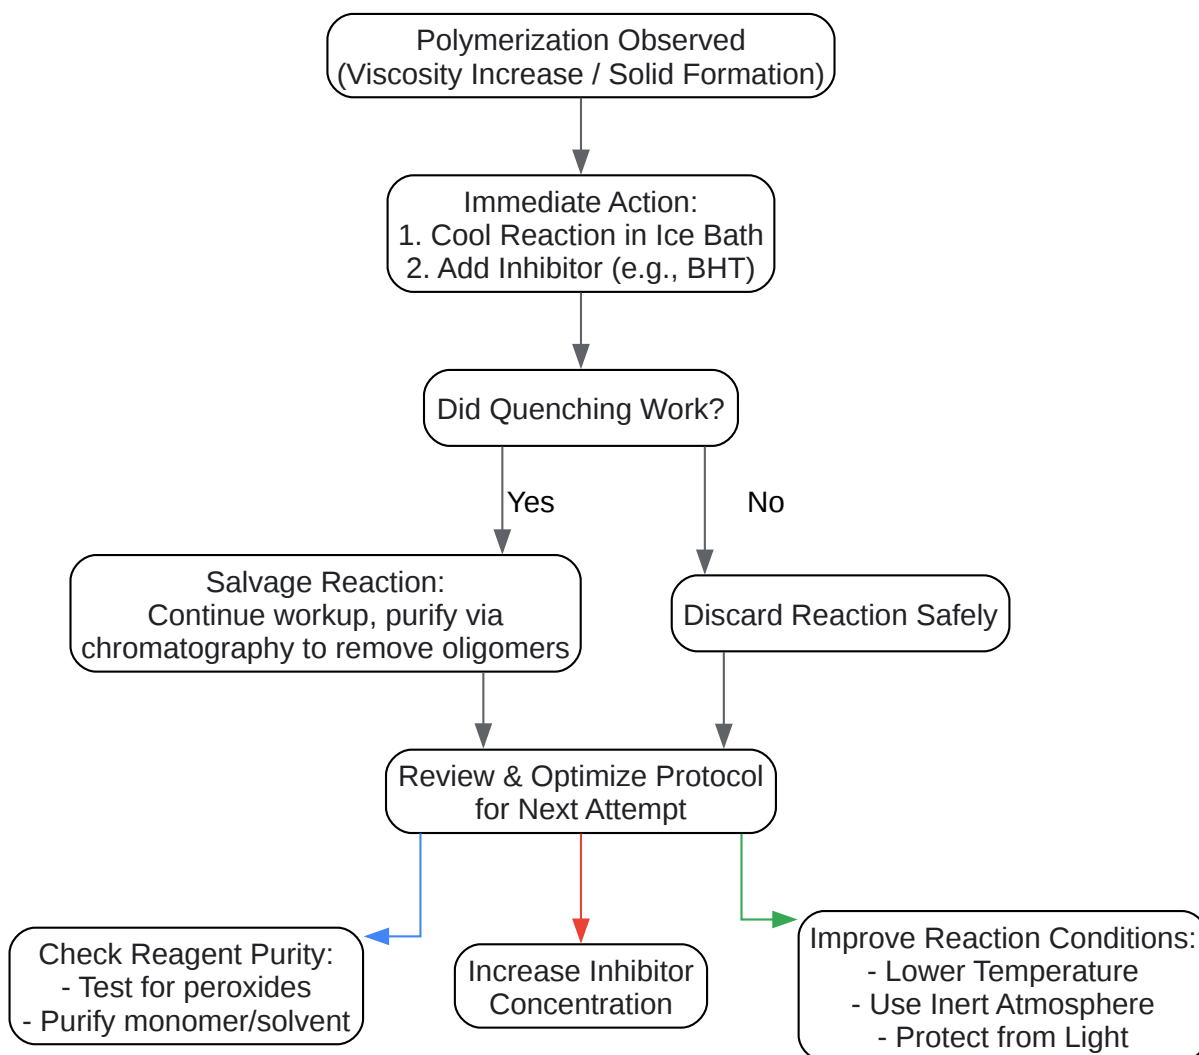 Polymerization Observed
(Viscosity Increase / Solid Formation)
Immediate Action:
1. Cool Reaction in Ice Bath
2. Add Inhibitor (e.g., BHT)
Did Quenching Work?
Yes
No
Salvage Reaction:
Continue workup, purify via
chromatography to remove oligomers
Discard Reaction Safely
Review & Optimize Protocol
for Next Attempt
Check Reagent Purity:
- Test for peroxides
- Purify monomer/solvent
Increase Inhibitor
Concentration
Improve Reaction Conditions:
- Lower Temperature
- Use Inert Atmosphere
- Protect from Light